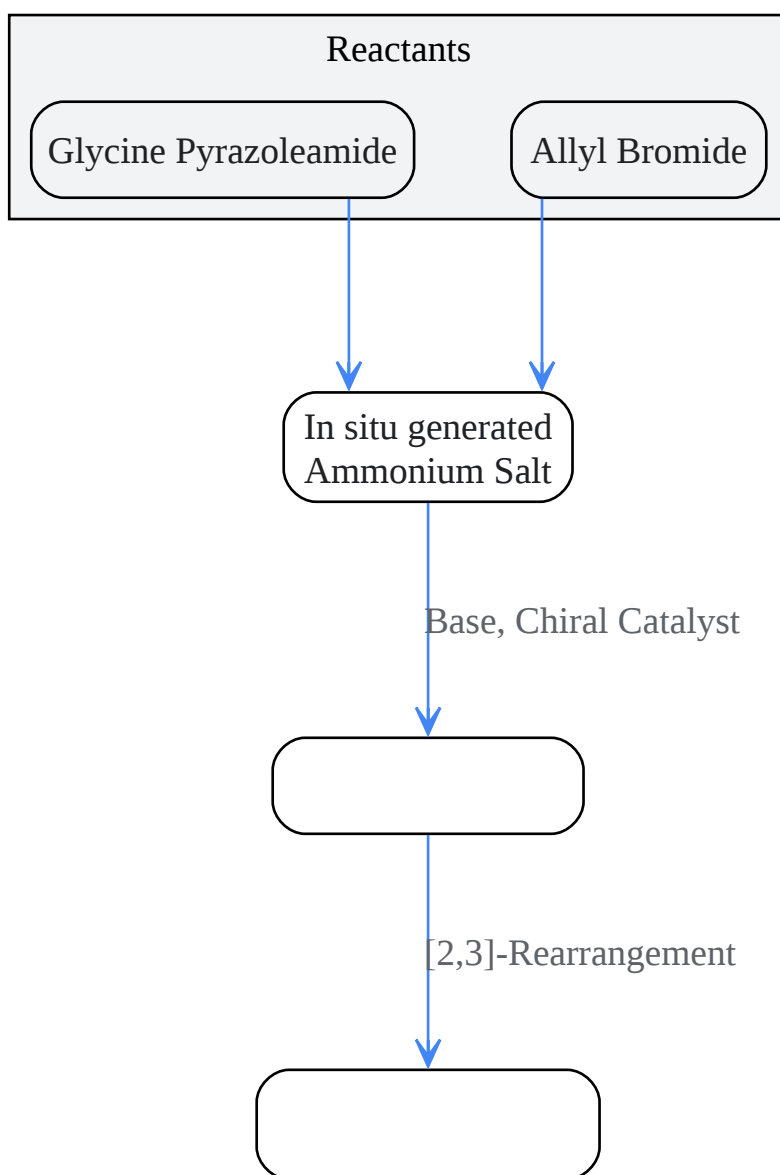 Reactants
Glycine Pyrazoleamide
Allyl Bromide
In situ generated
Ammonium Salt
Base, Chiral Catalyst
[2,3]-Rearrangement